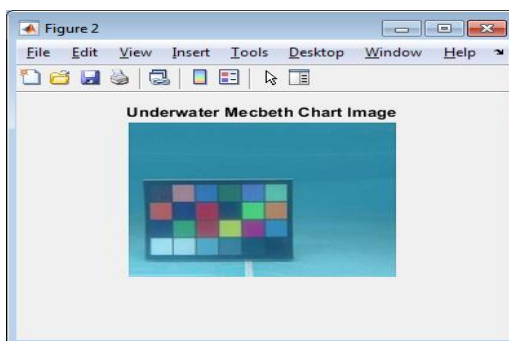 Figure 2
File Edit View Insert Tools Desktop Window Help
Underwater Mecbeth Chart Image